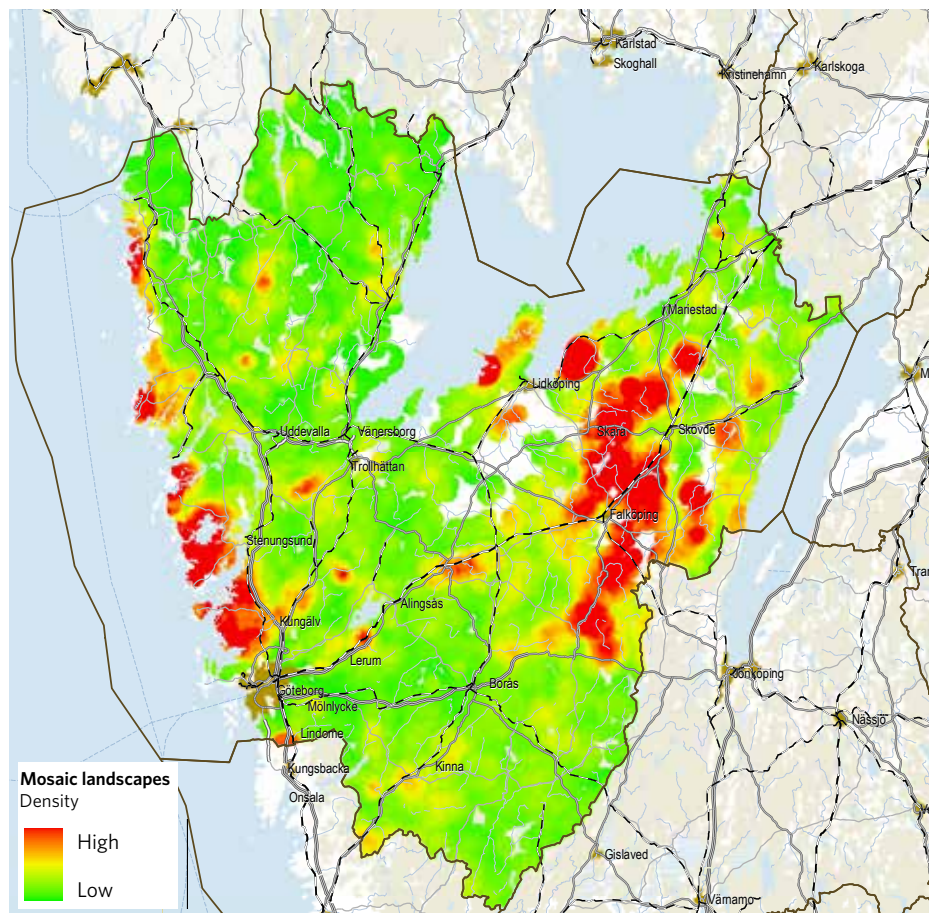 Karlstad
Skoghall
Kristinehamn
Karlskoga
Mariestad
Lidköping
Uddevalla
Vänersborg
Skara
Skövde
Trollhättan
Falköping
Stenungsund
Alingsås
Kungälv
Lerum
Borås
Jönköping
Göteborg
Mölnlycke
Nässjö
Lindome
Kungsbacka
Kinna
Onsala
Gislaved
Värnamo
M
Tran
Mosaic landscapes
Density
High
Low